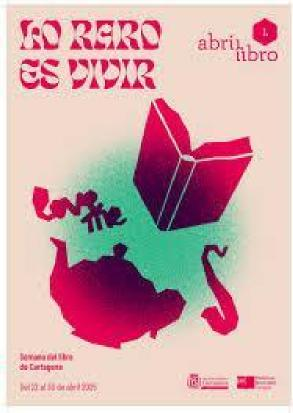 LO RARO
ES VIVIR
abril
libro
L
love me
Semana del libro
de Cartagena
Del 22 al 30 de abril 2025